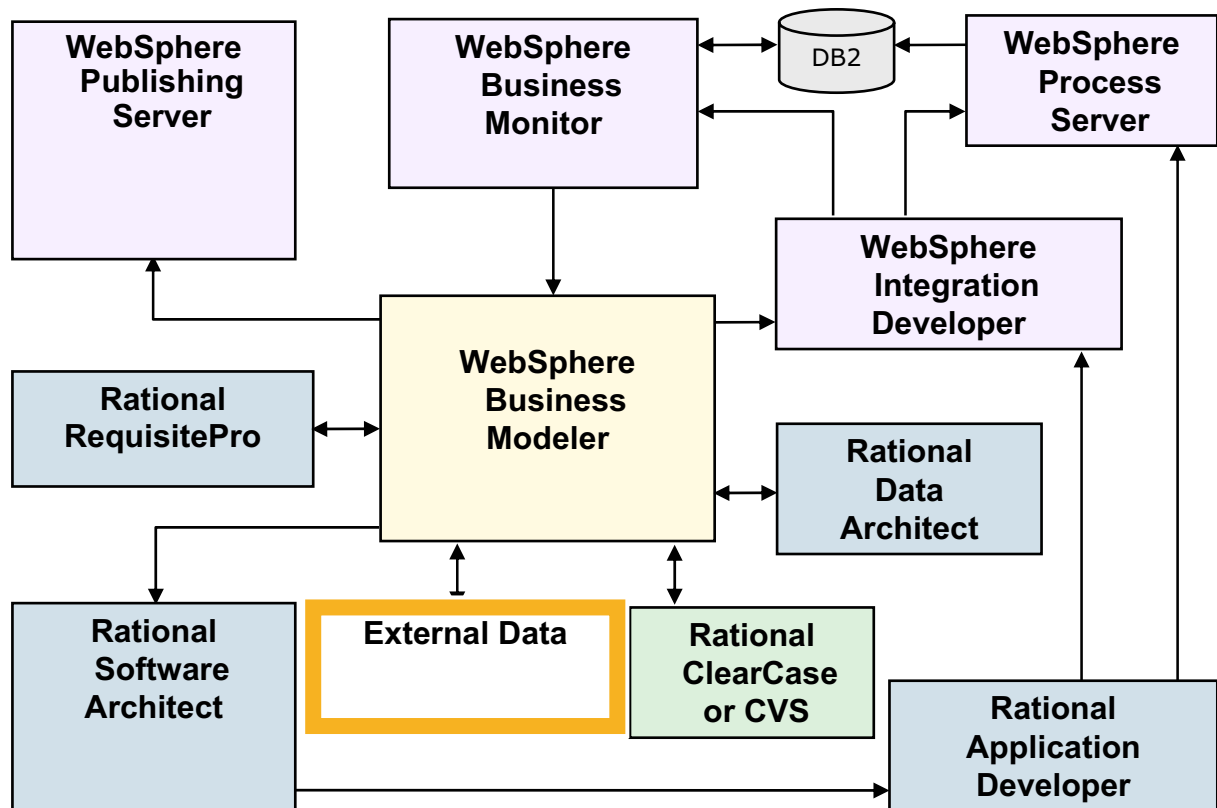 WebSphere
Publishing
Server
WebSphere
Business
Monitor
DB2
WebSphere
Process
Server
WebSphere
Integration
Developer
WebSphere
Business
Modeler
Rational
RequisitePro
Rational
Data
Architect
Rational
Software
Architect
External Data
Rational
ClearCase
or CVS
Rational
Application
Developer